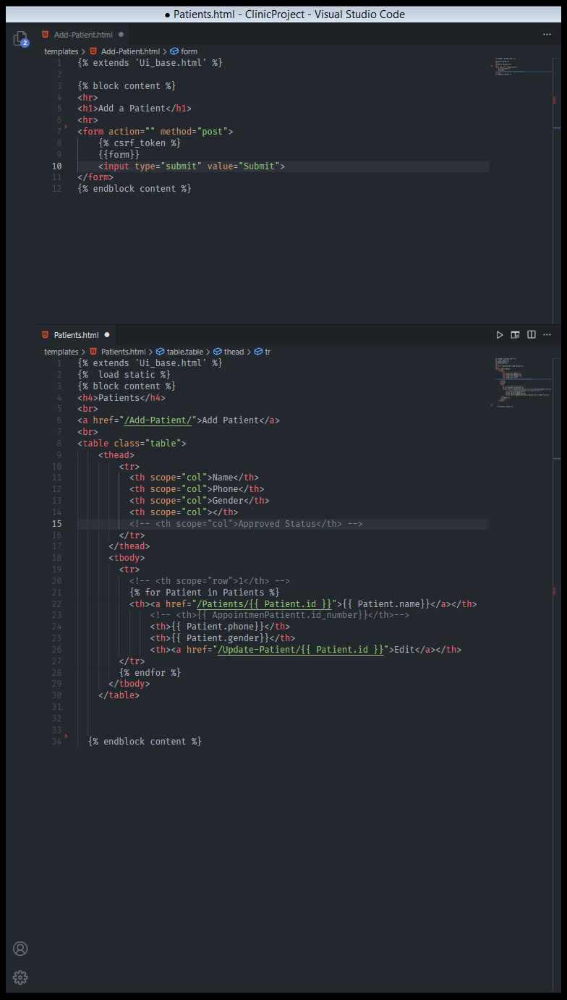 ● Patients.html - ClinicProject - Visual Studio Code
2
Add-Patient.html ●
templates > Add-Patient.html > form
1 {% extends 'Ui_base.html' %}
2
3 {% block content %}
4 <hr>
5 <h1>Add a Patient</h1>
6 <hr>
7 <form action="" method="post">
8     {% csrf_token %}
9     {{form}}
10     <input type="submit" value="Submit">
11 </form>
12 {% endblock content %}
Patients.html ●
templates > Patients.html > table.table > thead > tr
1 {% extends 'Ui_base.html' %}
2 {%  load static %}
3 {% block content %}
4 <h4>Patients</h4>
5 <br>
6 <a href="/Add-Patient/">Add Patient</a>
7 <br>
8 <table class="table">
9     <thead>
10         <tr>
11           <th scope="col">Name</th>
12           <th scope="col">Phone</th>
13           <th scope="col">Gender</th>
14           <th scope="col"></th>
15           <!-- <th scope="col">Approved Status</th> -->
16         </tr>
17       </thead>
18       <tbody>
19         <tr>
20           <!-- <th scope="row">1</th> -->
21           {% for Patient in Patients %}
22           <th><a href="/Patients/{{ Patient.id }}">{{ Patient.name}}</a></th>
23               <!-- <th>{{ AppointmenPatientt.id_number}}</th>-->
24               <th>{{ Patient.phone}}</th>
25               <th>{{ Patient.gender}}</th>
26               <th><a href="/Update-Patient/{{ Patient.id }}">Edit</a></th>
27         </tr>
28         {% endfor %}
29       </tbody>
30     </table>
31
32
33
34   {% endblock content %}